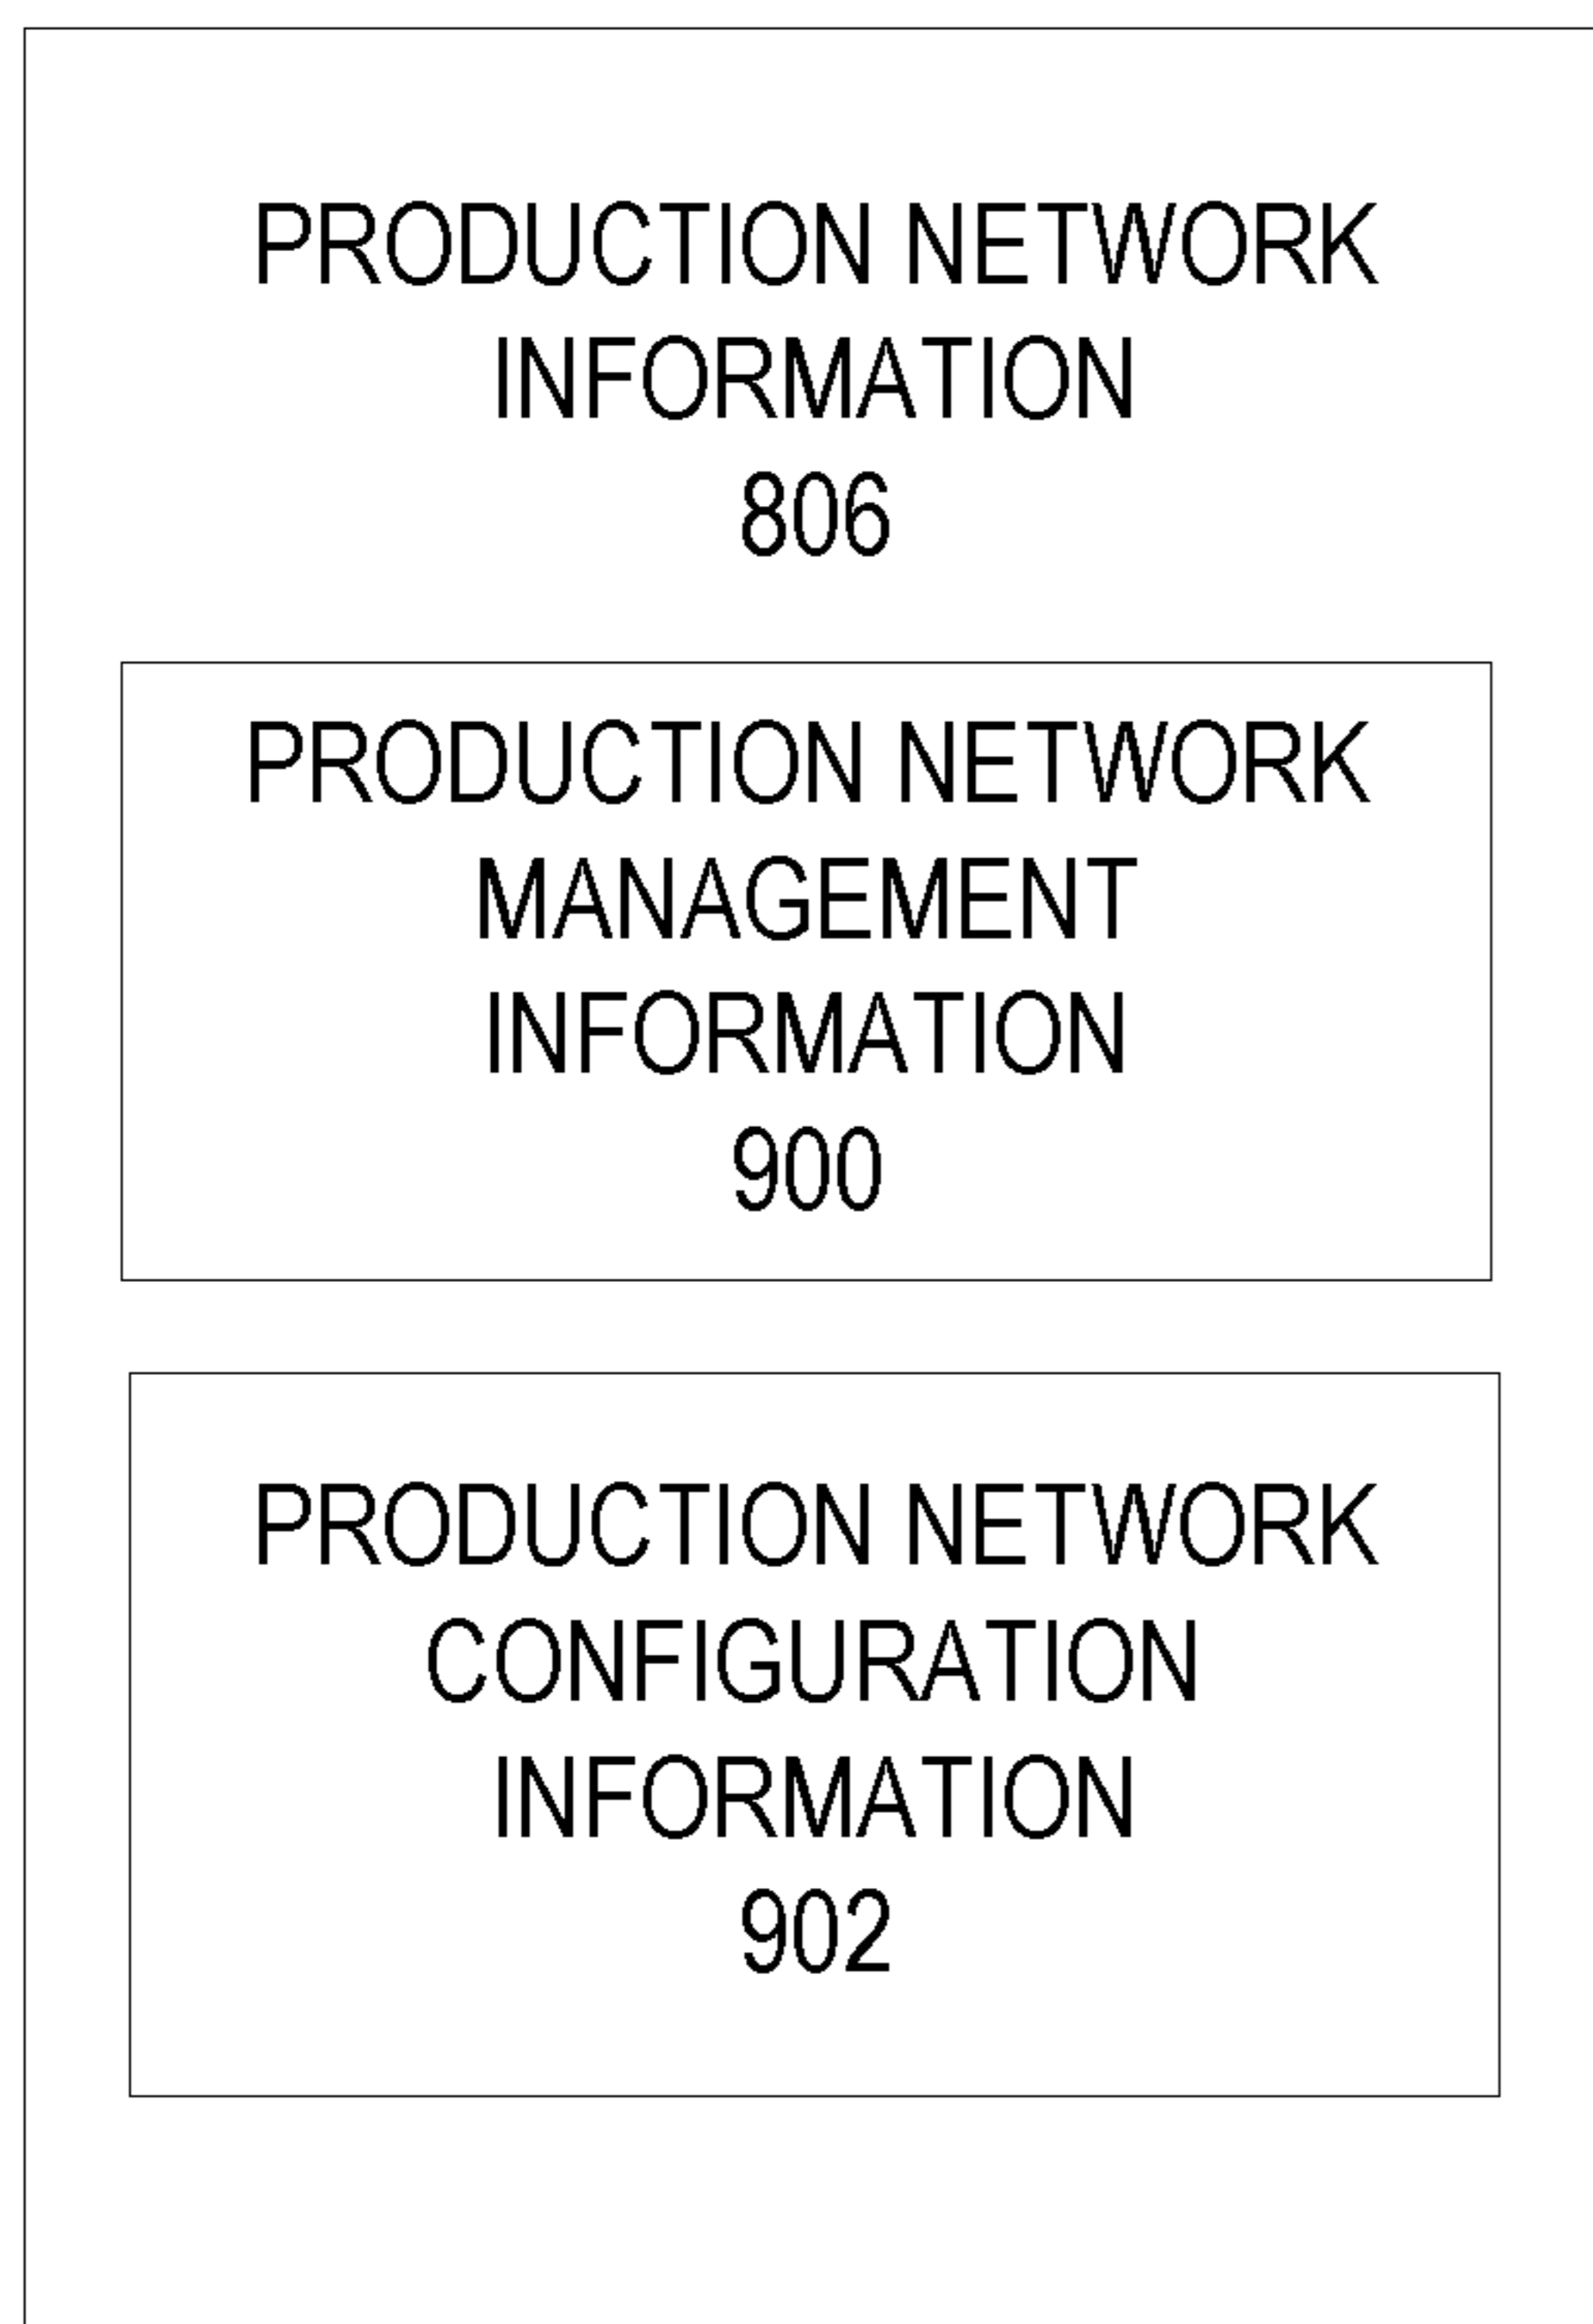 PRODUCTION NETWORK
INFORMATION
806
PRODUCTION NETWORK
MANAGEMENT
INFORMATION
900
PRODUCTION NETWORK
CONFIGURATION
INFORMATION
902